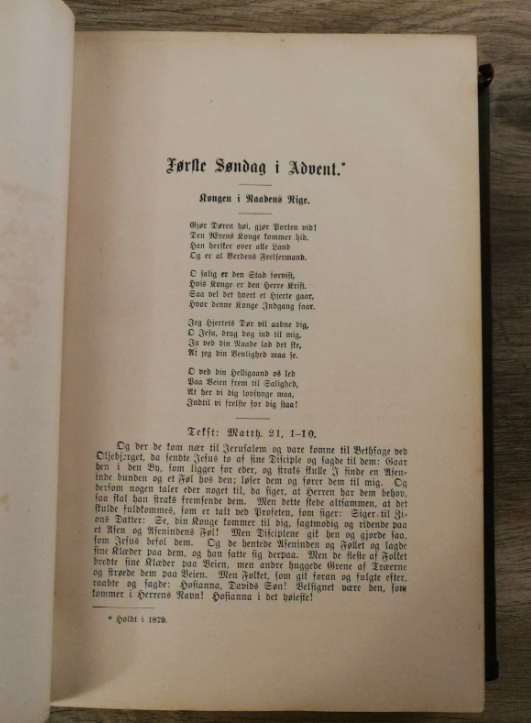 Første Søndag i Advent.*
Kongen i Naadens Rige.
Gjør Døren høi, gjør Porten vid!
Den Ærens Konge kommer hid.
Han hersker over alle Land
Og er al Verdens Frelsermand.
O salig er den Stad forvist,
Hvis Konge er den Herre Krist.
Saa vel det hvert et Hjerte gaar,
Hvor denne Konge Indgang faar.
Jeg Hjertets Dør vil aabne dig,
O Jesu, drag dog ind til mig,
Ja ved din Naade lad det ske,
At jeg din Venlighed maa se.
O ved din Helligaand os led
Paa Veien frem til Salighed,
At her vi dig lovsynge maa,
Indtil vi frelste for dig staa!
Tekst: Matth. 21, 1–10.
Og der de kom nær til Jerusalem og vare komne til Bethfage ved
Oljebjerget, da sendte Jesus to af sine Disciple og sagde til dem: Gaar
hen i den By, som ligger for eder, og straks skulle I finde en Asen-
inde bunden og et Føl hos den; løser dem og fører dem til mig. Og
dersom nogen taler eder noget til, da siger, at Herren har dem behov,
saa skal han straks fremsende dem. Men dette skede altsammen, at det
skulde fuldkommes, som er talt ved Profeten, som siger: Siger til Zi-
ons Datter: Se, din Konge kommer til dig, sagtmodig og ridende paa
et Asen og Asenindens Føl! Men Disciplene gik hen og gjorde saa,
som Jesus befal dem. Og de hentede Aseninden og Føllet og lagde
sine Klæder paa dem, og han satte sig derpaa. Men de fleste af Folket
bredte sine Klæder paa Veien, men andre huggede Grene af Træerne
og strøede dem paa Veien. Men Folket, som gik foran og fulgte efter,
raabte og sagde: Hosianna, Davids Søn! Velsignet være den, som
kommer i Herrens Navn! Hosianna i det høieste!
* Holdt i 1879.